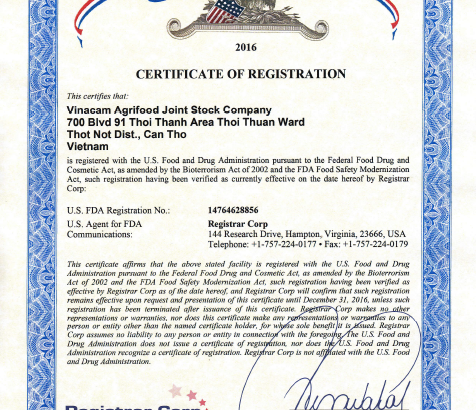 2016
CERTIFICATE OF REGISTRATION
This certifies that:
Vinacam Agrifood Joint Stock Company
700 Blvd 91 Thoi Thanh Area Thoi Thuan Ward
Thot Not Dist., Can Tho
Vietnam
is registered with the U.S. Food and Drug Administration pursuant to the Federal Food Drug and
Cosmetic Act, as amended by the Bioterrorism Act of 2002 and the FDA Food Safety Modernization
Act, such registration having been verified as currently effective on the date hereof by Registrar
Corp:
U.S. FDA Registration No.: 14764628856
U.S. Agent for FDA Registrar Corp
Communications: 144 Research Drive, Hampton, Virginia, 23666, USA
Telephone: +1-757-224-0177 • Fax: +1-757-224-0179
This certificate affirms that the above stated facility is registered with the U.S. Food and Drug
Administration pursuant to the Federal Food Drug and Cosmetic Act, as amended by the Bioterrorism
Act of 2002 and the FDA Food Safety Modernization Act, such registration having been verified as
effective by Registrar Corp as of the date hereof, and Registrar Corp will confirm that such registration
remains effective upon request and presentation of this certificate until December 31, 2016, unless such
registration has been terminated after issuance of this certificate. Registrar Corp makes no other
representations or warranties, nor does this certificate make any representations or warranties to any
person or entity other than the named certificate holder, for whose sole benefit it is issued. Registrar
Corp assumes no liability to any person or entity in connection with the foregoing. The U.S. Food and
Drug Administration does not issue a certificate of registration, nor does the U.S. Food and Drug
Administration recognize a certificate of registration. Registrar Corp is not affiliated with the U.S. Food
and Drug Administration.
Registrar Corp